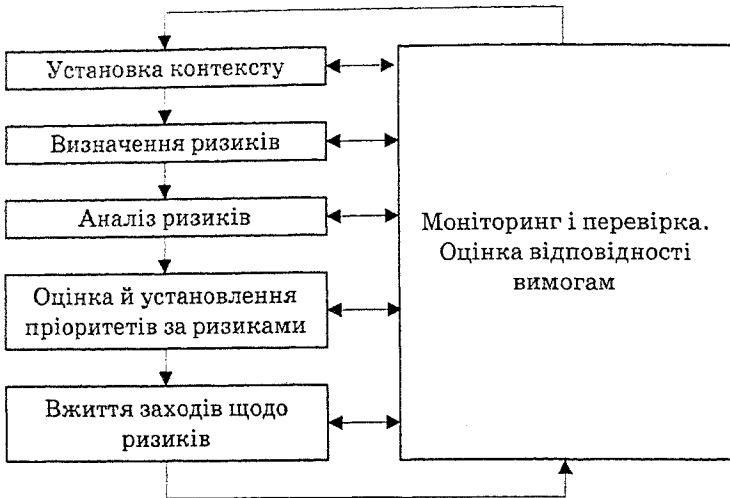 Установка контексту
Визначення ризиків
Аналіз ризиків
Оцінка й установлення
пріоритетів за ризиками
Вжиття заходів щодо
ризиків
Моніторинг і перевірка.
Оцінка відповідності
вимогам